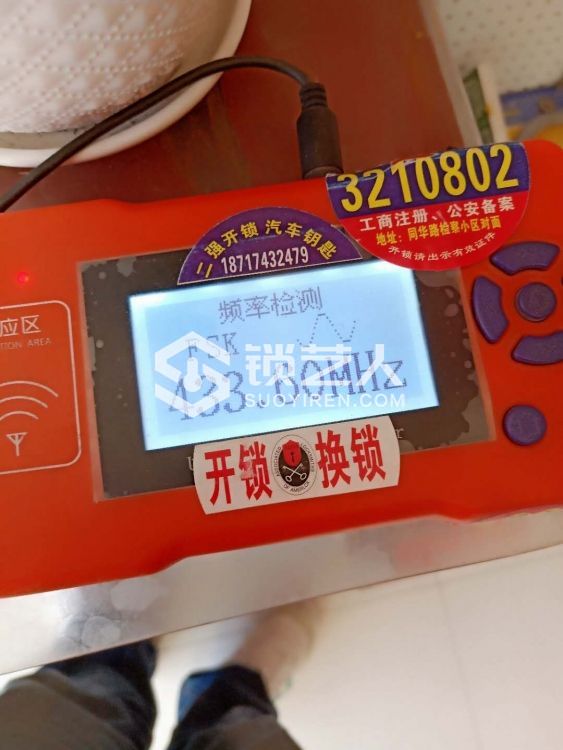 3210802
工商注册、公安备案
地址:同华路检察小区对面
开锁请出示有效证件
二强开锁 汽车钥匙
18717432479
频率检测
FSK
锁艺人
SUOYIREN.COM
应区
TION AREA
开锁 换锁